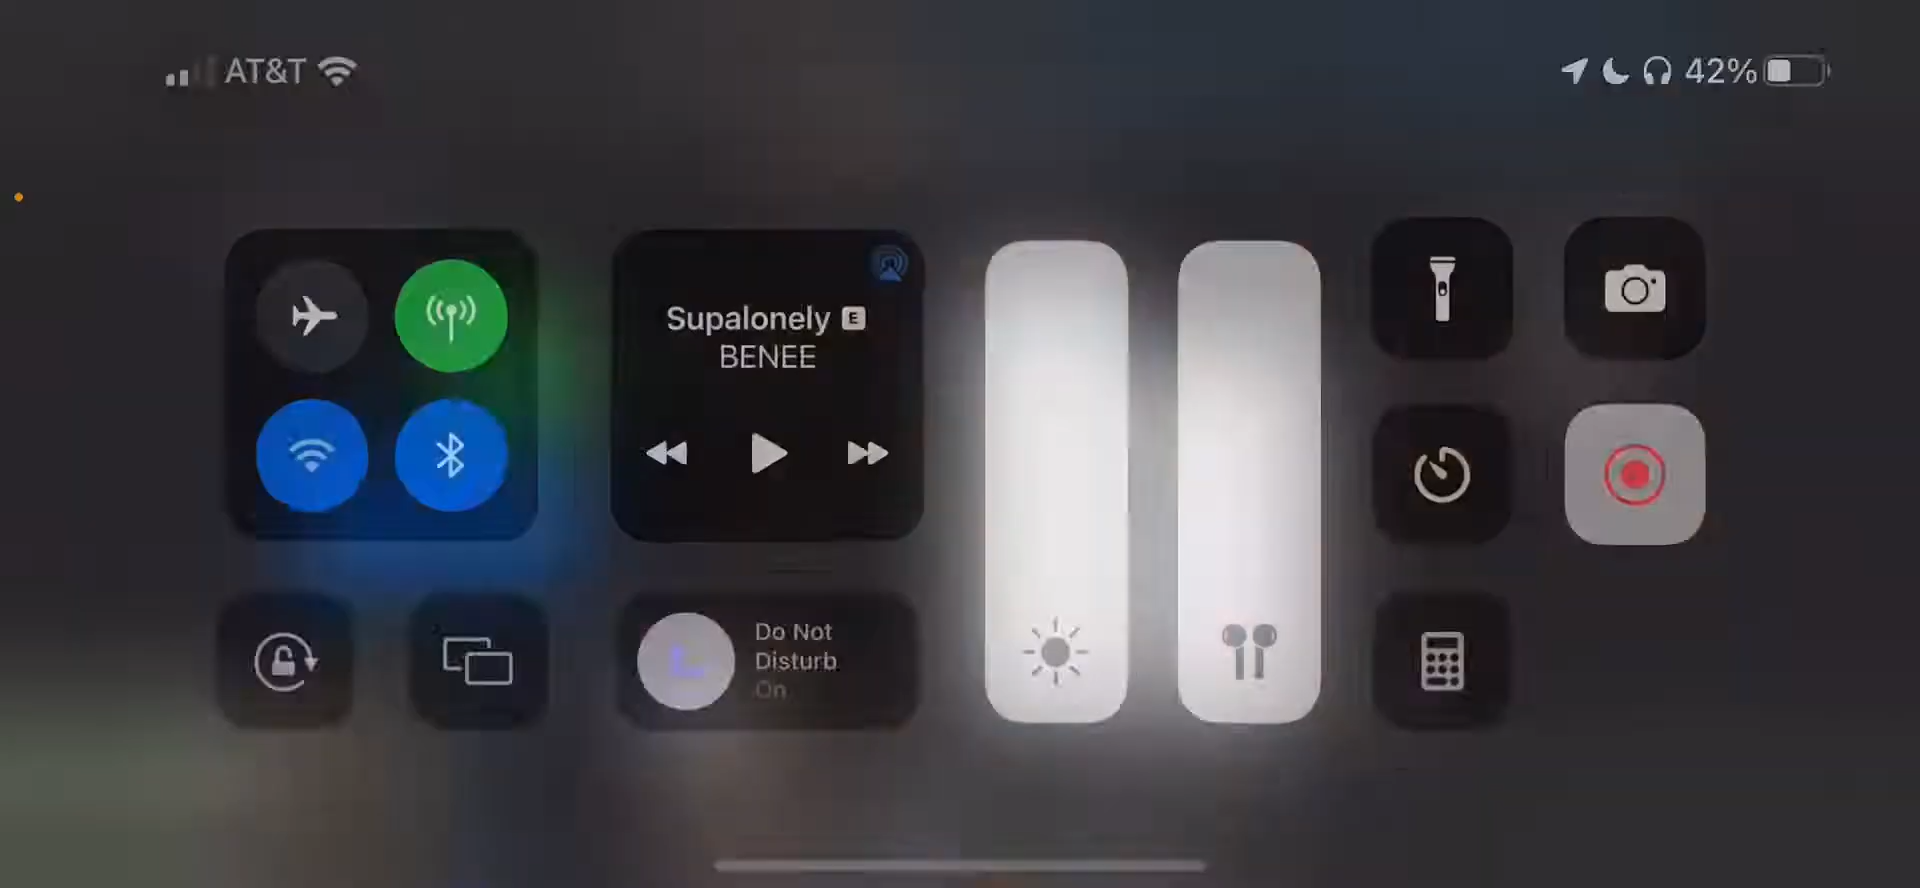 AT&T
42%
Supalonely E
BENEE
Do Not
Disturb
On